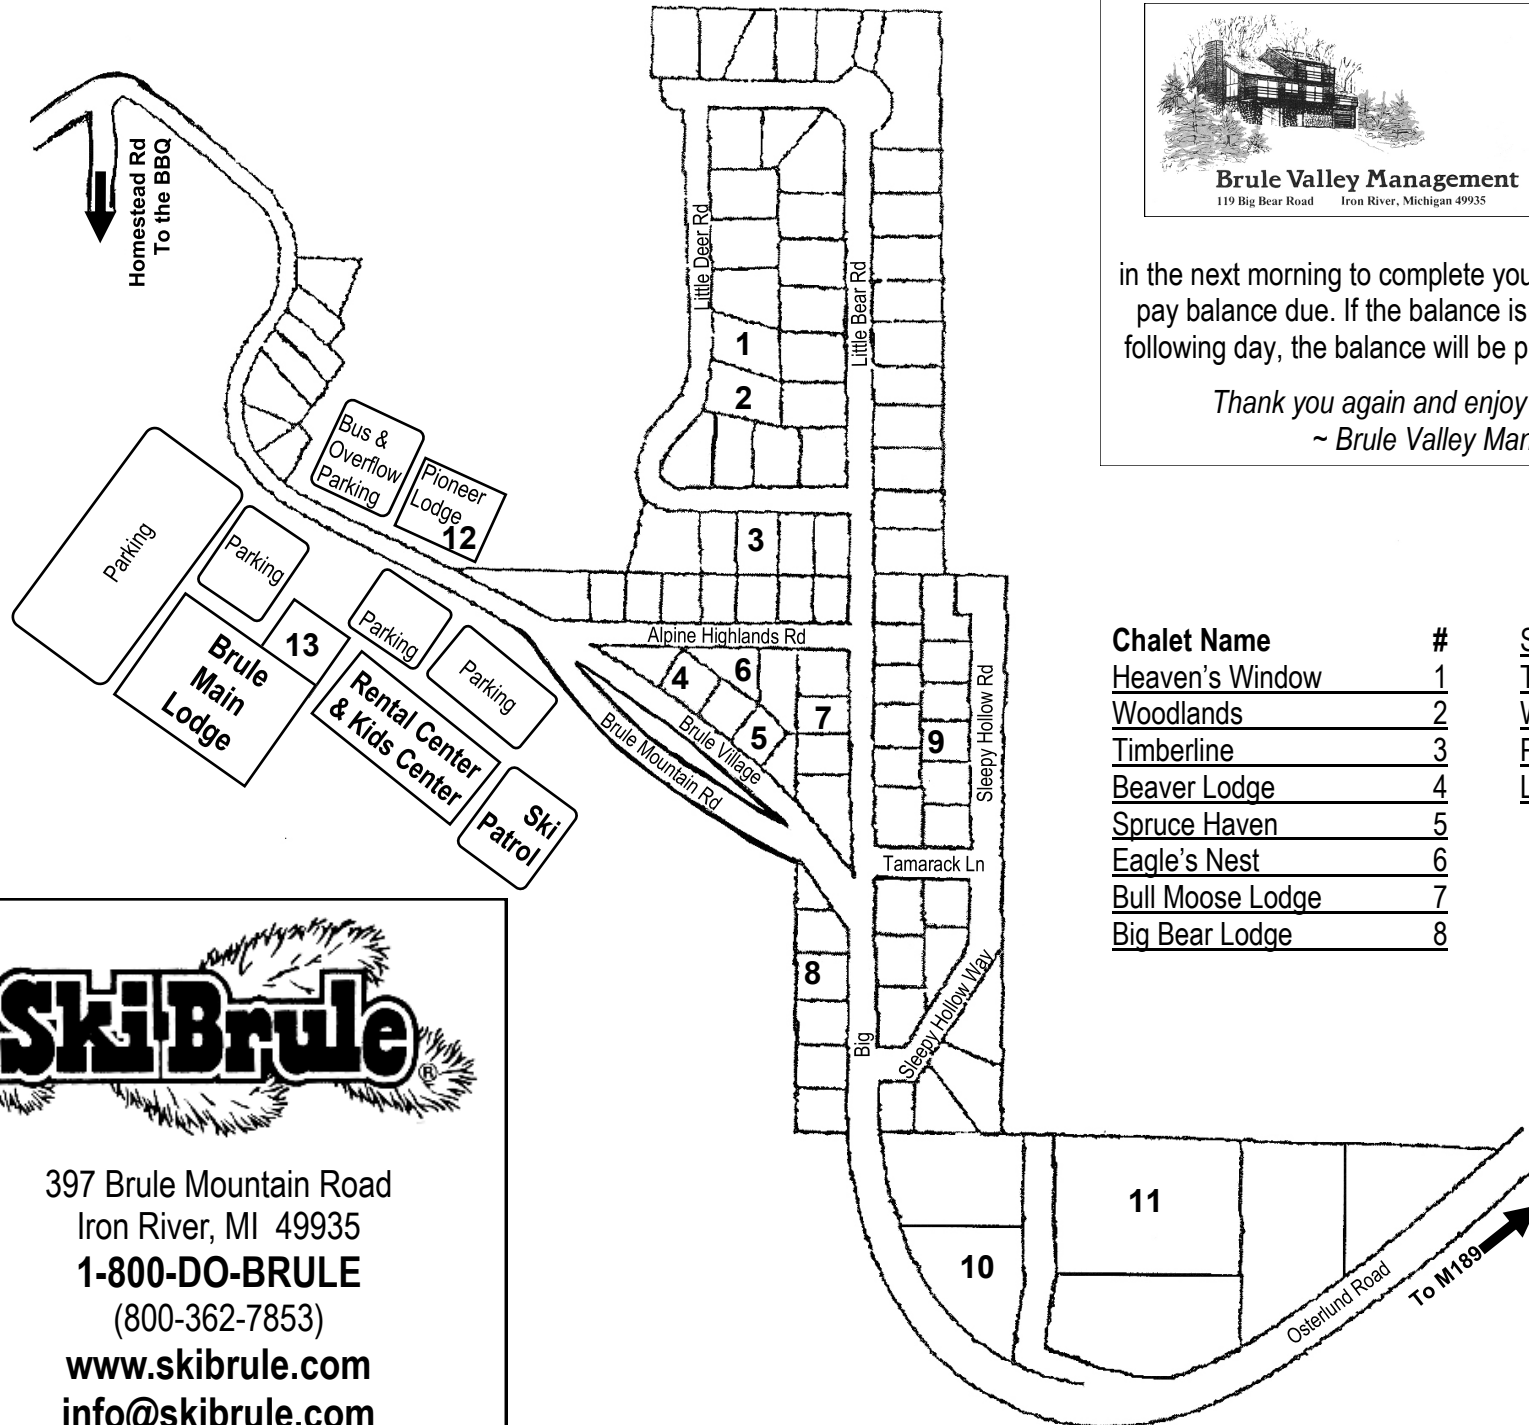 Brule Valley Management
119 Big Bear Road Iron River, Michigan 49935
in the next morning to complete you
pay balance due. If the balance is
following day, the balance will be p
Thank you again and enjoy
~ Brule Valley Man
Homestead Rd
To the BBQ
Little Deer Rd
Little Bear Rd
1
2
3
Bus &
Overflow
Parking
Pioneer
Lodge
12
Parking
Parking
Parking
Parking
13
Brule
Main
Lodge
Rental Center
& Kids Center
Ski
Patrol
Alpine Highlands Rd
4
6
5
7
9
Brule Village
Brule Mountain Rd
Sleepy Hollow Rd
Tamarack Ln
8
Big
Sleepy Hollow Way
10
11
Osterlund Road
To M189
Chalet Name #
Heaven's Window 1
Woodlands 2
Timberline 3
Beaver Lodge 4
Spruce Haven 5
Eagle's Nest 6
Bull Moose Lodge 7
Big Bear Lodge 8
SkiBrule ®
397 Brule Mountain Road
Iron River, MI 49935
1-800-DO-BRULE
(800-362-7853)
www.skibrule.com
info@skibrule.com